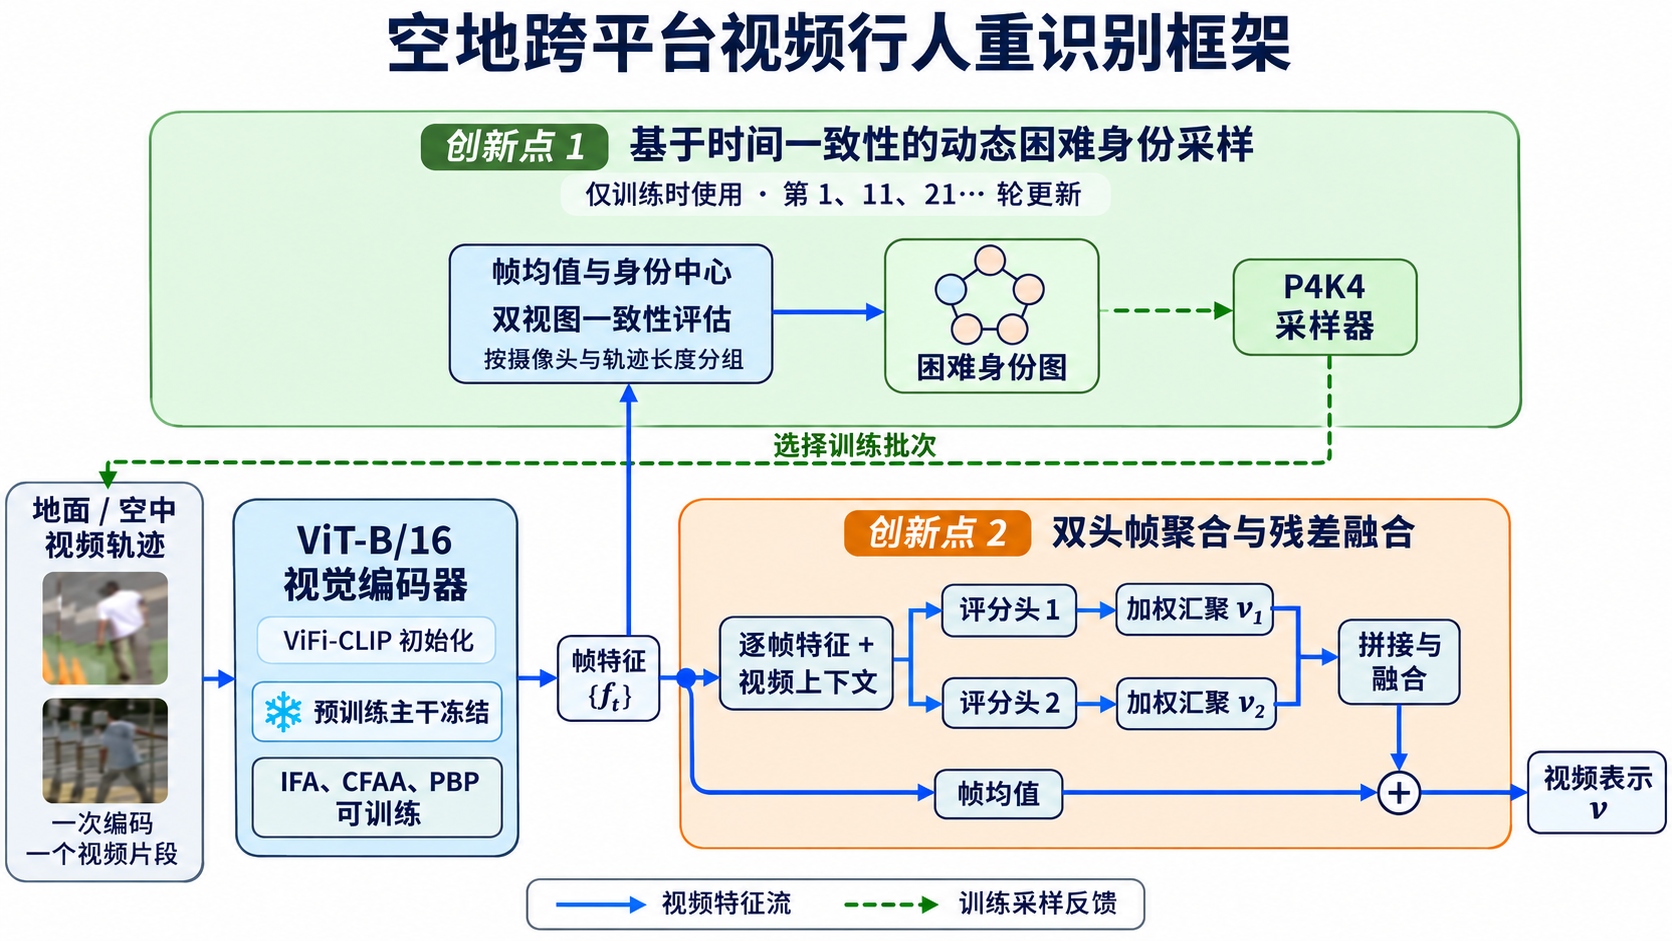 空地跨平台视频行人重识别框架
创新点 1 基于时间一致性的动态困难身份采样
仅训练时使用 · 第 1、11、21… 轮更新
帧均值与身份中心
双视图一致性评估
按摄像头与轨迹长度分组
困难身份图
P4K4
采样器
选择训练批次
地面 / 空中
视频轨迹
一次编码
一个视频片段
ViT-B/16
视觉编码器
ViFi-CLIP 初始化
预训练主干冻结
IFA、CFAA、PBP
可训练
帧特征
{f_t}
创新点 2 双头帧聚合与残差融合
逐帧特征 +
视频上下文
评分头 1
加权汇聚 v_1
评分头 2
加权汇聚 v_2
拼接与
融合
帧均值
+
视频表示
v
视频特征流
训练采样反馈